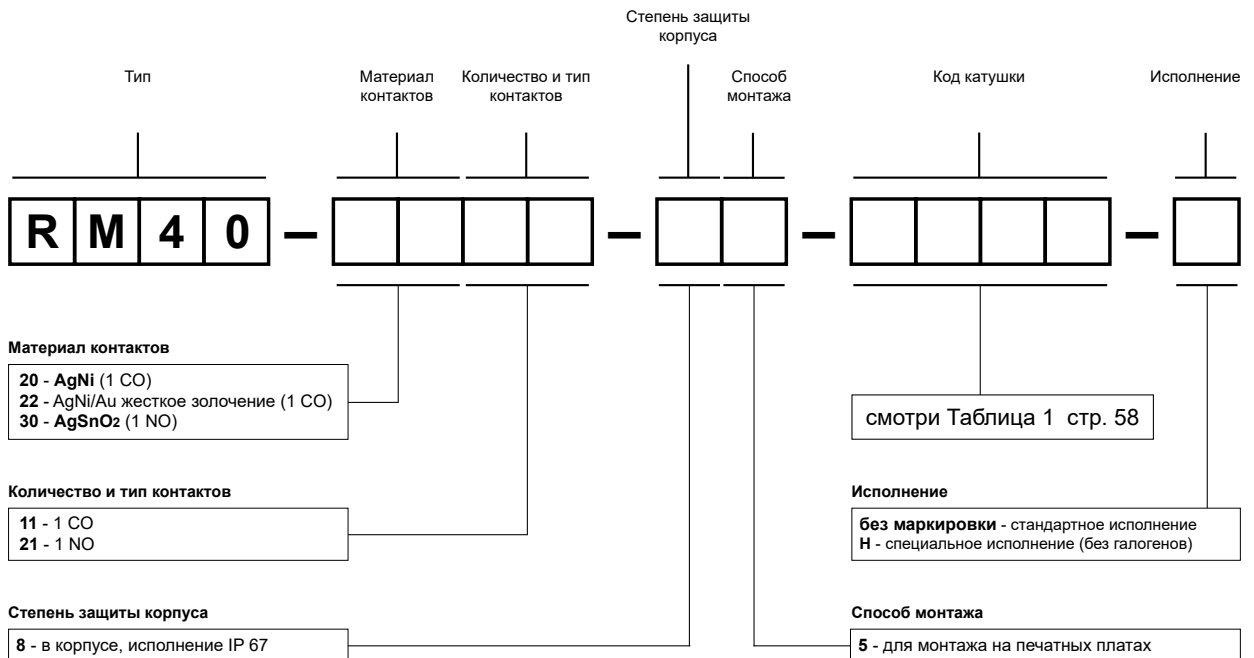 Степень защиты
корпуса
Тип
Материал
контактов
Количество и тип
контактов
Способ
монтажа
Код катушки
Исполнение
RM40 – – – –
Материал контактов
20 - AgNi (1 CO)
22 - AgNi/Au жесткое золочение (1 CO)
30 - AgSnO2 (1 NO)
смотри Таблица 1 стр. 58
Количество и тип контактов
11 - 1 CO
21 - 1 NO
Исполнение
без маркировки - стандартное исполнение
H - специальное исполнение (без галогенов)
Степень защиты корпуса
8 - в корпусе, исполнение IP 67
Способ монтажа
5 - для монтажа на печатных платах